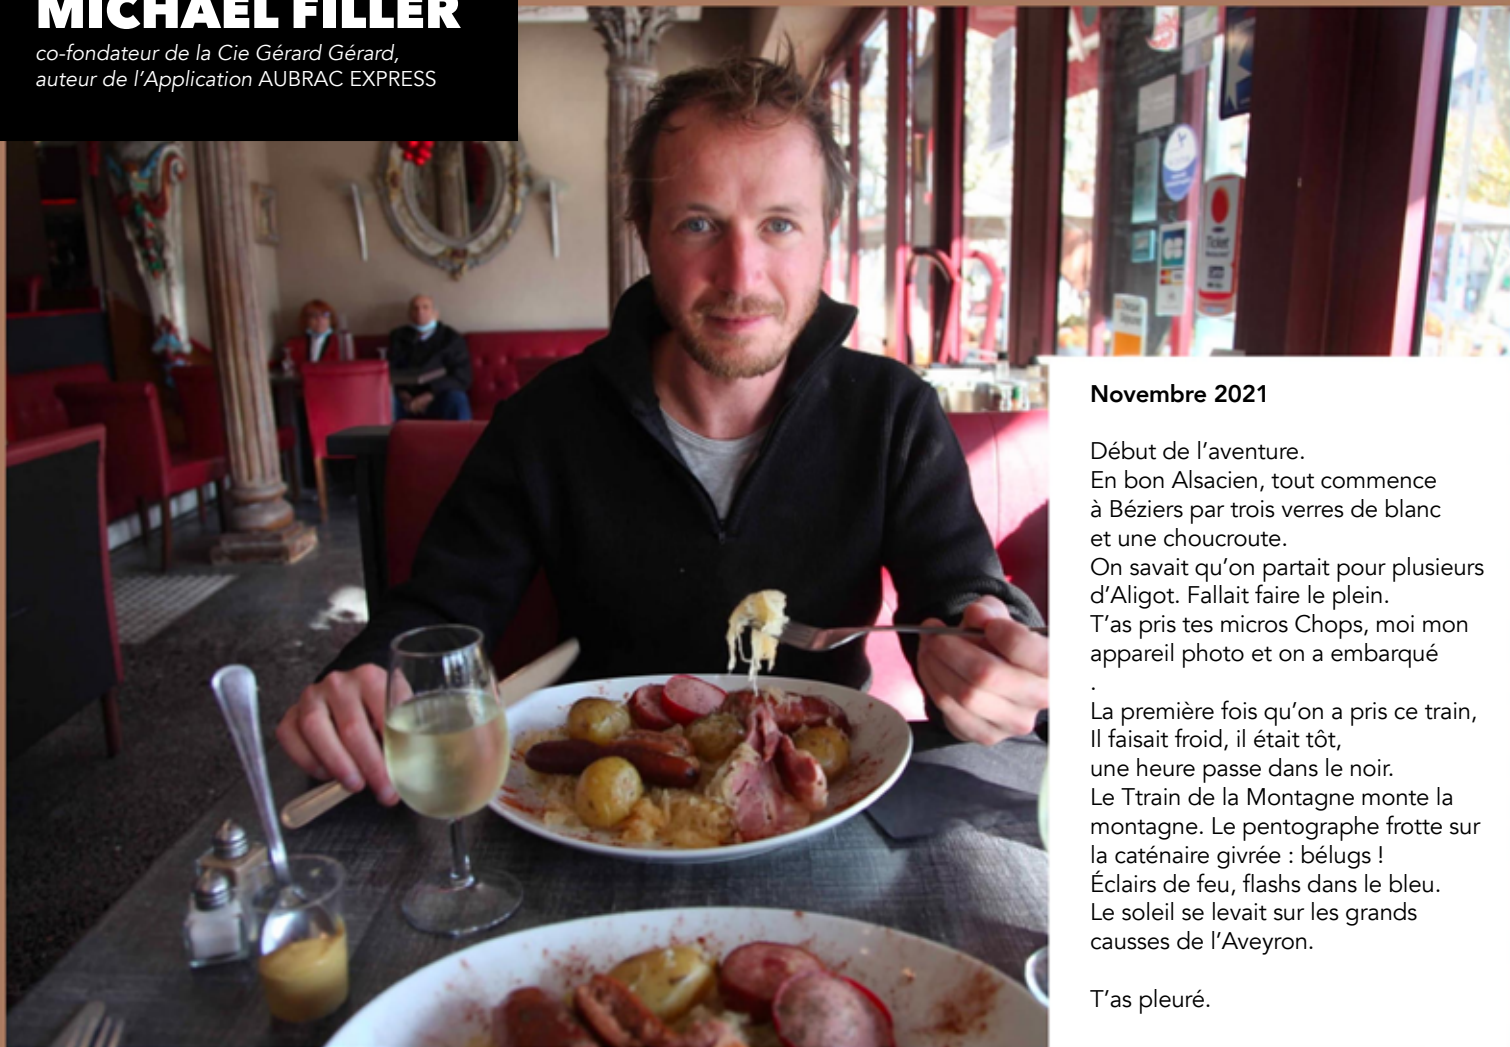 MICHAEL FILLER
co-fondateur de la Cie Gérard Gérard,
auteur de l'Application AUBRAC EXPRESS
Ticket
Novembre 2021
Début de l'aventure.
En bon Alsacien, tout commence
à Béziers par trois verres de blanc
et une choucroute.
On savait qu'on partait pour plusieurs
d'Aligot. Fallait faire le plein.
T'as pris tes micros Chops, moi mon
appareil photo et on a embarqué
.
La première fois qu'on a pris ce train,
Il faisait froid, il était tôt,
une heure passe dans le noir.
Le Ttrain de la Montagne monte la
montagne. Le pentographe frotte sur
la caténaire givrée : bélugs !
Éclairs de feu, flashs dans le bleu.
Le soleil se levait sur les grands
causses de l'Aveyron.
T'as pleuré.